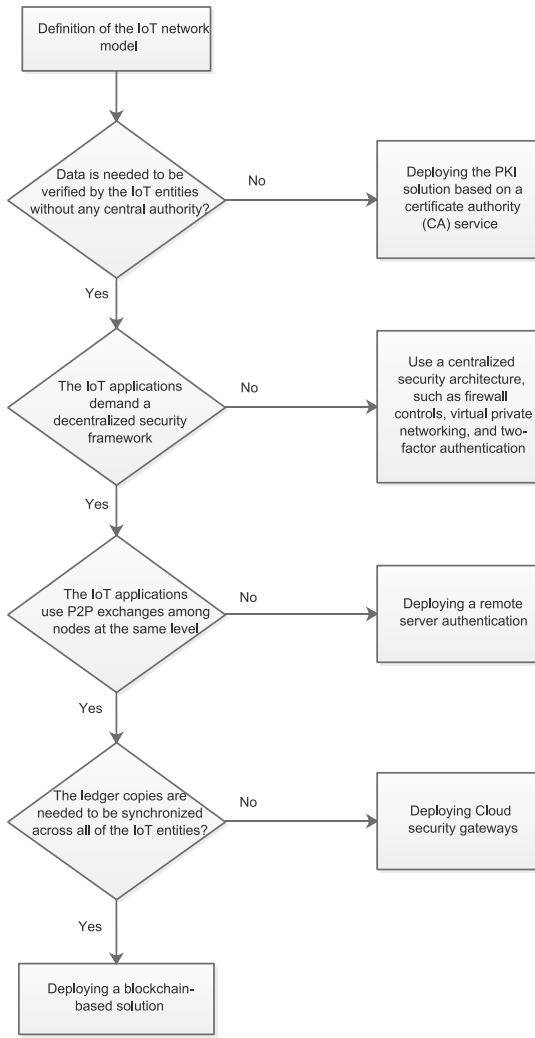 Definition of the IoT network
model
Data is needed to be
verified by the IoT entities
without any central authority?
No
Deploying the PKI
solution based on a
certificate authority
(CA) service
Yes
The IoT applications
demand a
decentralized security
framework
No
Use a centralized
security architecture,
such as firewall
controls, virtual private
networking, and two-
factor authentication
Yes
The IoT applications
use P2P exchanges among
nodes at the same level
No
Deploying a remote
server authentication
Yes
The ledger copies are
needed to be synchronized
across all of the IoT entities?
No
Deploying Cloud
security gateways
Yes
Deploying a blockchain-
based solution